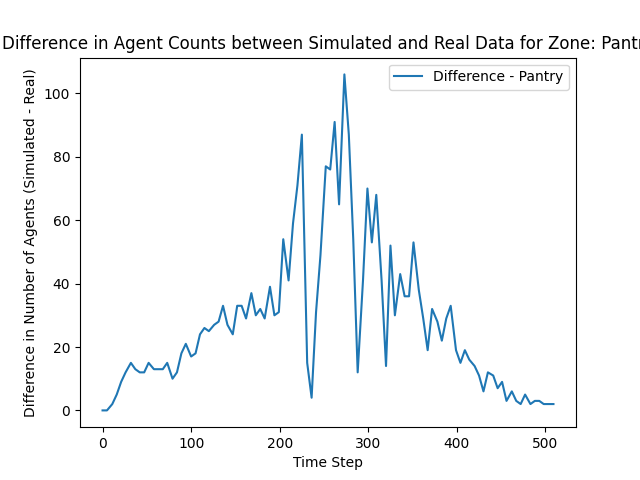 Difference in Agent Counts between Simulated and Real Data for Zone: Pantr
Difference - Pantry
Difference in Number of Agents (Simulated - Real)
100
80
60
40
20
0
0 100 200 300 400 500
Time Step